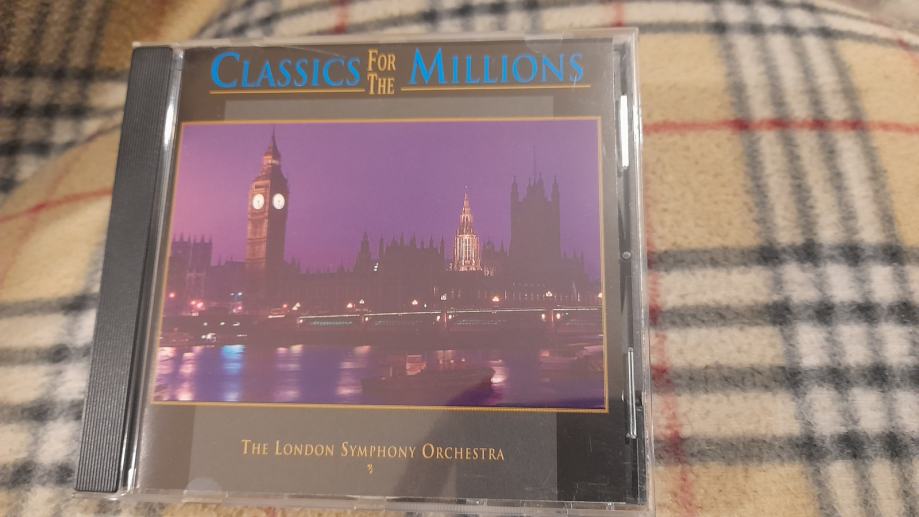 CLASSICS FOR THE MILLIONS
THE LONDON SYMPHONY ORCHESTRA